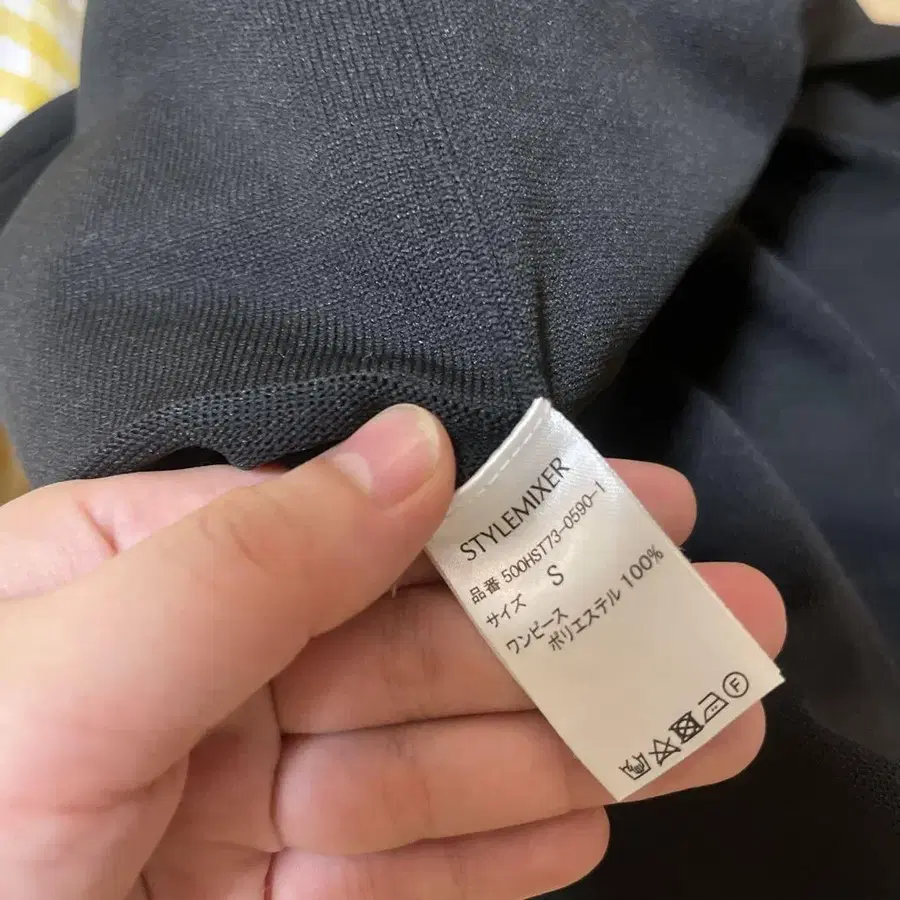 STYLEMIXER
品番 500HST73-0590-1
サイズ S
ワンピース
ポリエステル 100%
F